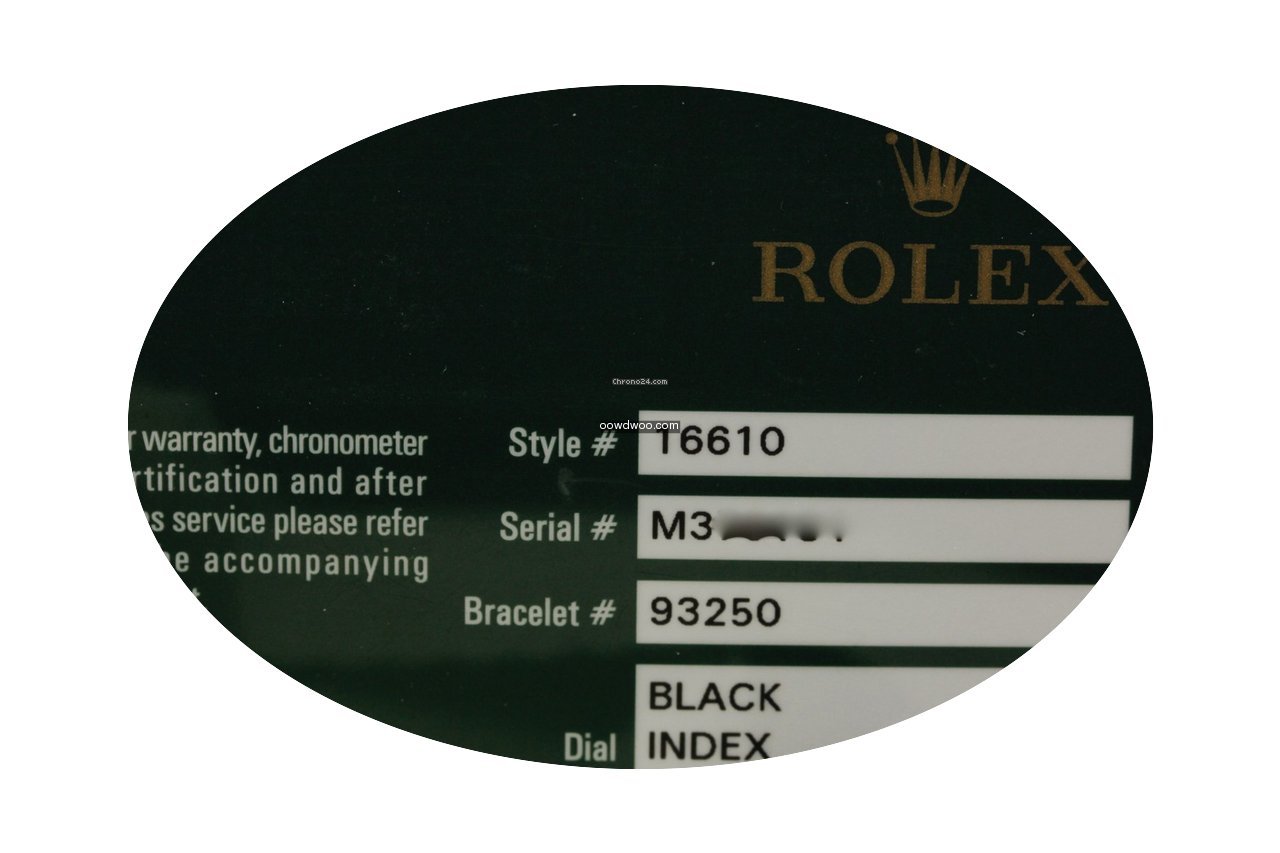 ROLEX
Chrono24.com
oowdwoo.com
warranty, chronometer
Style # 16610
and after
service please refer
Serial # M3
accompanying
Bracelet # 93250
BLACK
Dial INDEX